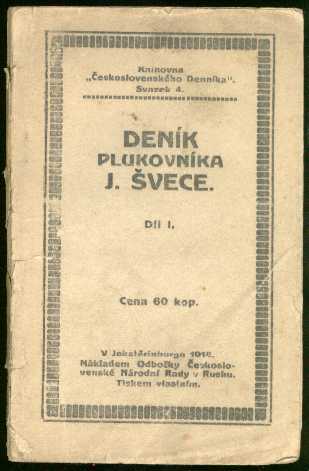 Knihovna
„Československého Denníka“.
Svazek 4.
DENÍK
PLUKOVNÍKA
J. ŠVECE.
Díl I.
Cena 60 kop.
V Jekatěrinburgu 1918.
Nákladem Odbočky Českoslo-
venské Národní Rady v Rusku.
Tiskem vlastním.